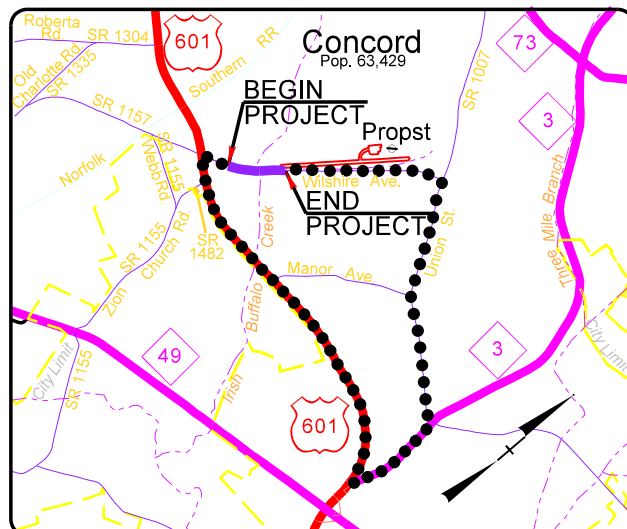 Roberta
Rd
SR 1304
601
Southern RR
Concord
Pop. 63,429
73
Old
Charlotte Rd
SR 1335
SR 1007
3
SR 1157
BEGIN
PROJECT
Propst
SR 1155
Webb Rd.
Norfolk
Wilshire Ave.
END
PROJECT
Three Mile Branch
SR
1482
SR 1155
Zion Church Rd
Creek
Union St.
Manor Ave
Buffalo
City Limit
49
3
City Limit
SR 1155
Irish
601